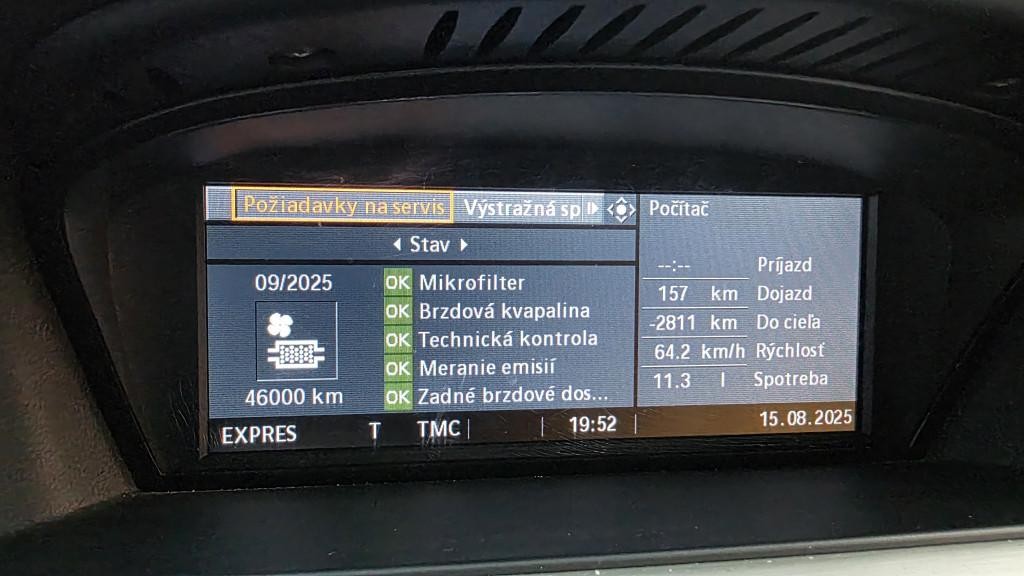 Požiadavky na servis Výstražná sp
Počítač
Stav
09/2025
46000 km
OK Mikrofilter
OK Brzdová kvapalina
OK Technická kontrola
OK Meranie emisií
OK Zadné brzdové dos...
--:-- Príjazd
157 km Dojazd
-2811 km Do cieľa
64.2 km/h Rýchlosť
11.3 l Spotreba
EXPRES T TMC 19:52 15.08.2025